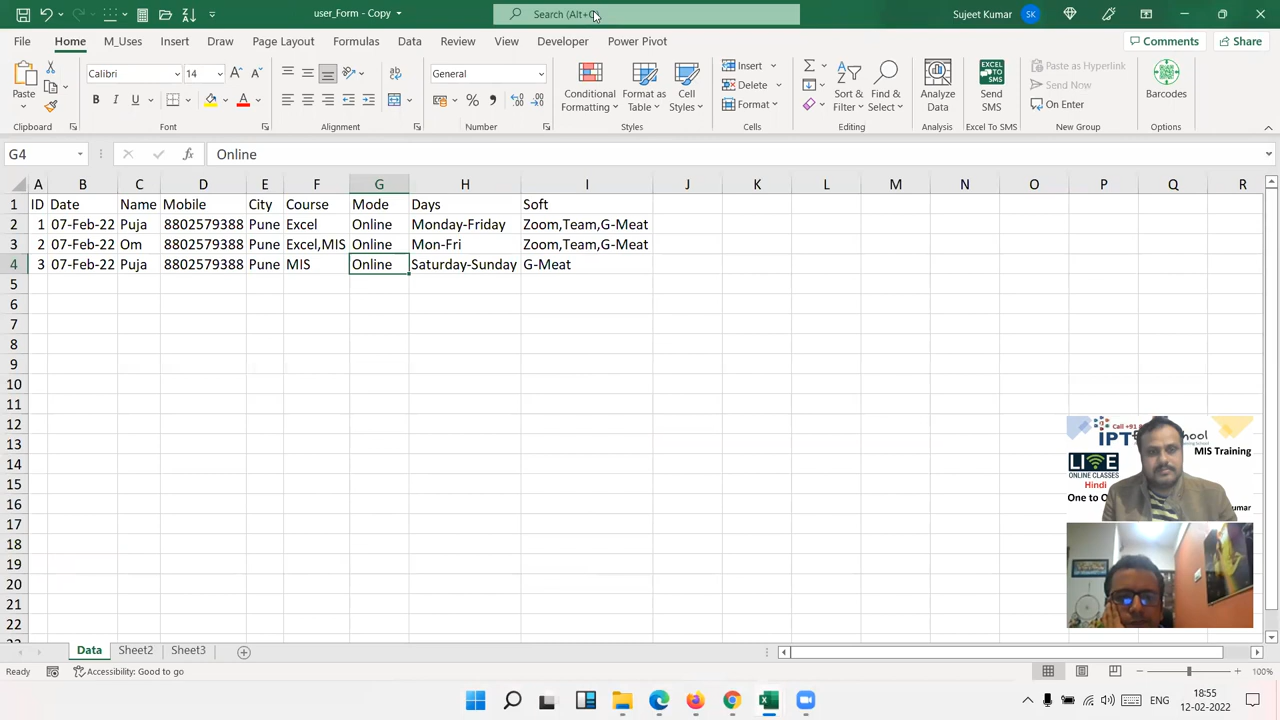 user_Form - Copy
Search (Alt+Q)
Sujeet Kumar
SK
File Home M_Uses Insert Draw Page Layout Formulas Data Review View Developer Power Pivot
Comments Share
Paste
Calibri 14
General
Conditional Formatting
Format as Table
Cell Styles
Insert
Delete
Format
Sort & Filter
Find & Select
Analyze Data
Send SMS
Paste as Hyperlink
Send Now
On Enter
Barcodes
Clipboard Font Alignment Number Styles Cells Editing Analysis Excel To SMS New Group Options
G4 fx Online
A B C D E F G H I J K L M N O P Q R
1 ID Date Name Mobile City Course Mode Days Soft
2 1 07-Feb-22 Puja 8802579388 Pune Excel Online Monday-Friday Zoom,Team,G-Meat
3 2 07-Feb-22 Om 8802579388 Pune Excel,MIS Online Mon-Fri Zoom,Team,G-Meat
4 3 07-Feb-22 Puja 8802579388 Pune MIS Online Saturday-Sunday G-Meat
5
6
7
8
9
10
11
12
13
14
15
16
17
18
19
20
21
22
MIS Training
LIVE
ONLINE CLASSES
Hindi
One to
Data Sheet2 Sheet3
Ready Accessibility: Good to go 100%
ENG 18:55
12-02-2022